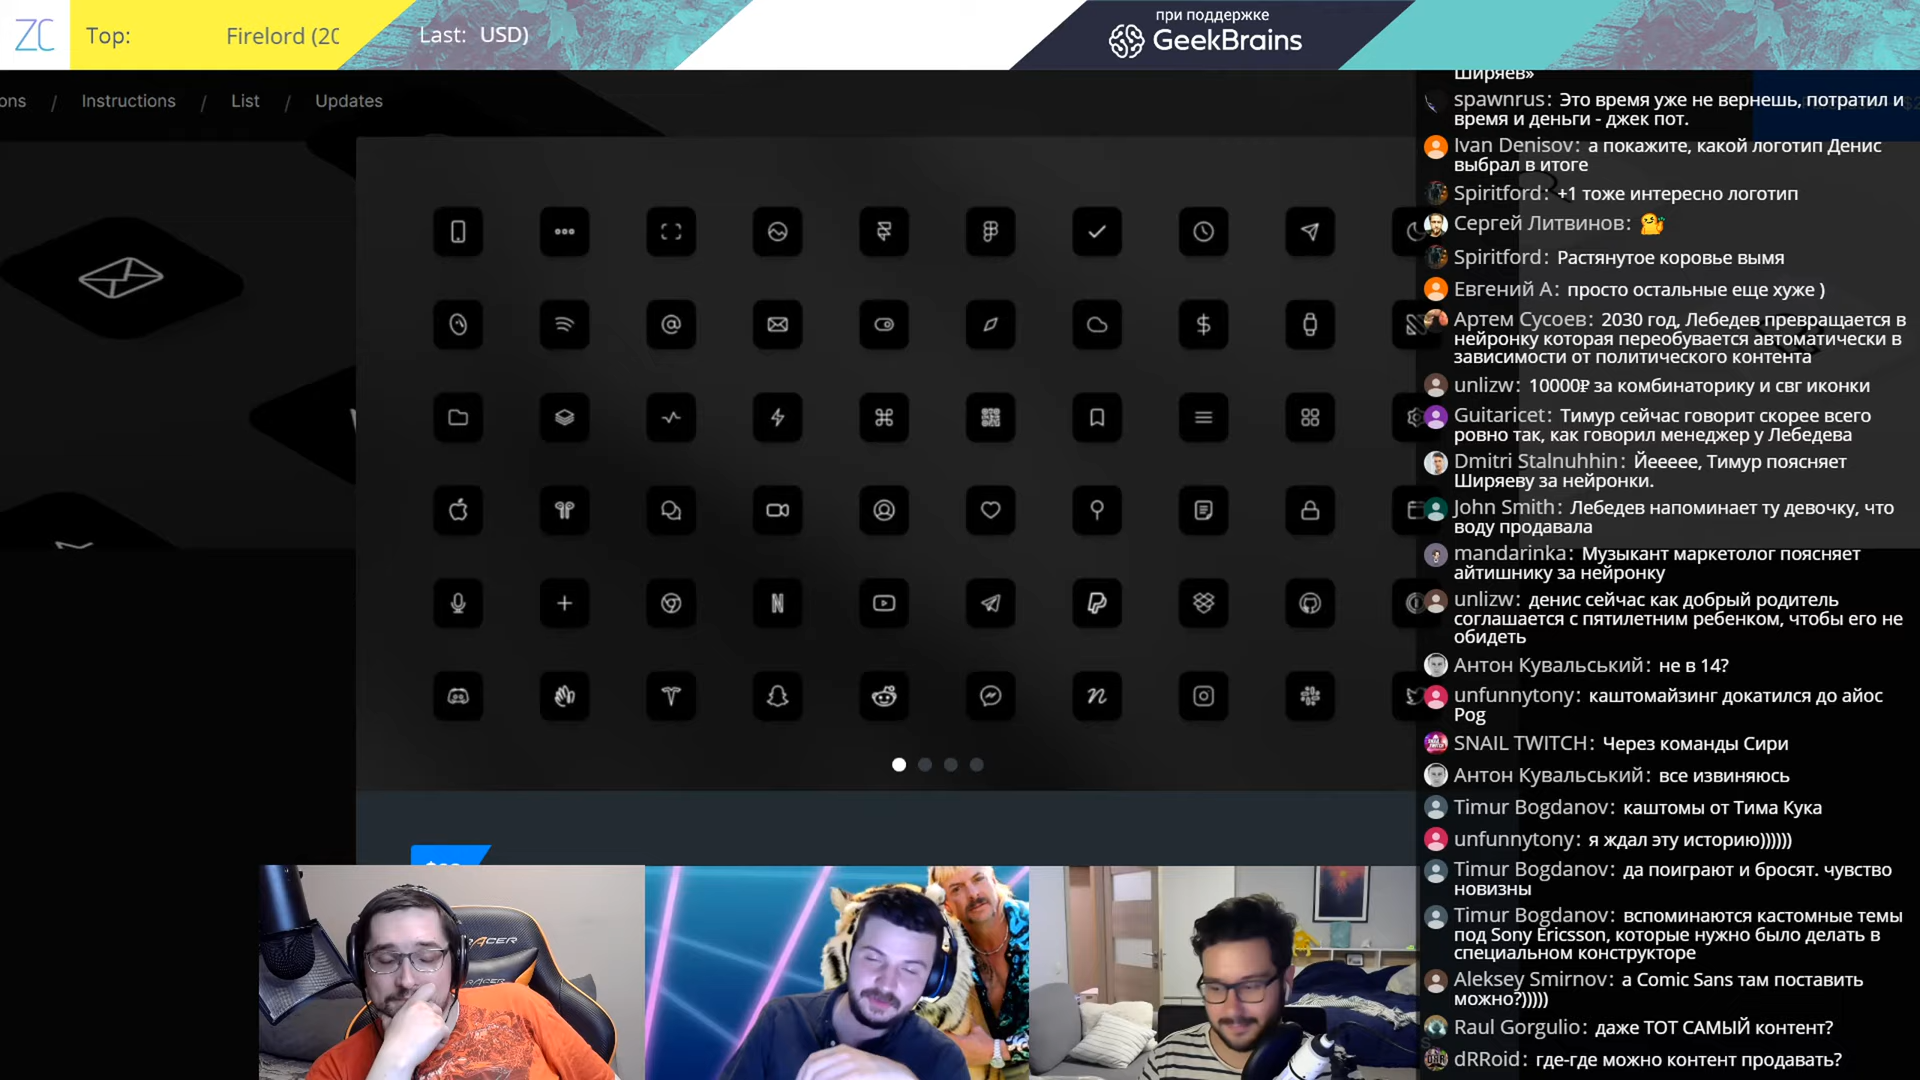 ZC
Top:
Firelord (20
Last: USD)
при поддержке
GeekBrains
ons / Instructions / List / Updates
Ширяев»
spawnrus: Это время уже не вернешь, потратил и
время и деньги - джек пот.
Ivan Denisov: а покажите, какой логотип Денис
выбрал в итоге
Spiritford: +1 тоже интересно логотип
Сергей Литвинов:
Spiritford: Растянутое коровье вымя
Евгений А: просто остальные еще хуже )
Артем Сусоев: 2030 год, Лебедев превращается в
нейронку которая переобувается автоматически в
зависимости от политического контента
unlizw: 10000₽ за комбинаторику и свг иконки
Guitaricet: Тимур сейчас говорит скорее всего
ровно так, как говорил менеджер у Лебедева
Dmitri Stalnuhhin: Йеееее, Тимур поясняет
Ширяеву за нейронки.
John Smith: Лебедев напоминает ту девочку, что
воду продавала
mandarinka: Музыкант маркетолог поясняет
айтишнику за нейронку
unlizw: денис сейчас как добрый родитель
соглашается с пятилетним ребенком, чтобы его не
обидеть
Антон Кувальський: не в 14?
unfunnytony: каштомайзинг докатился до айос
Pog
SNAIL TWITCH: Через команды Сири
Антон Кувальський: все извиняюсь
Timur Bogdanov: каштомы от Тима Кука
unfunnytony: я ждал эту историю))))))
Timur Bogdanov: да поиграют и бросят. чувство
новизны
Timur Bogdanov: вспоминаются кастомные темы
под Sony Ericsson, которые нужно было делать в
специальном конструкторе
Aleksey Smirnov: а Comic Sans там поставить
можно?)))))
Raul Gorgulio: даже ТОТ САМЫЙ контент?
dRRoid: где-где можно контент продавать?